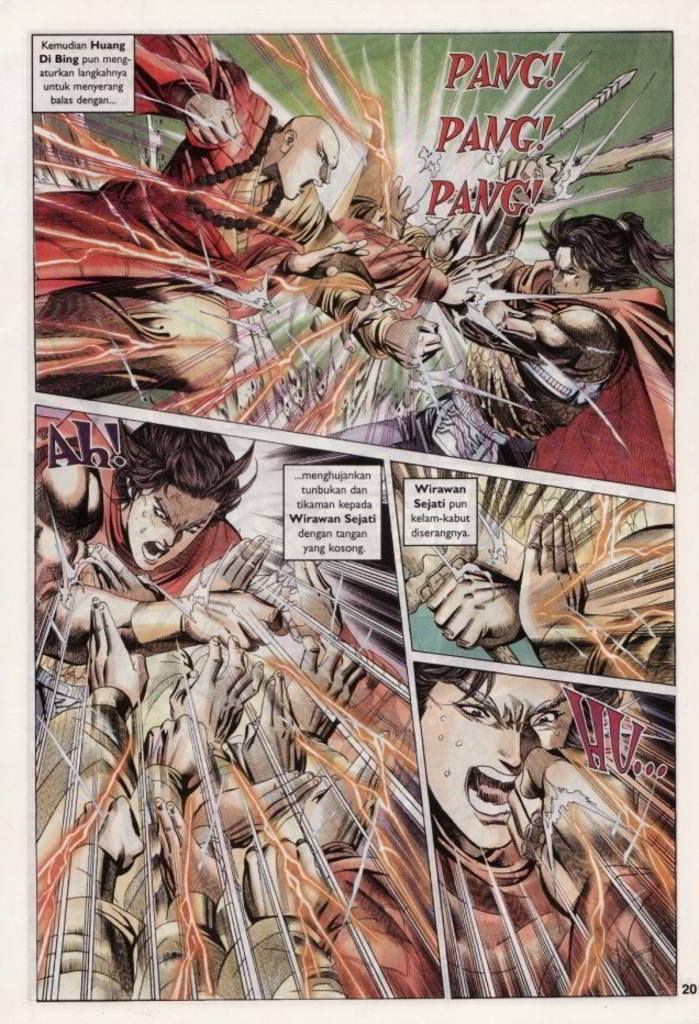 Kemudian Huang
Di Bing pun meng-
aturkan langkahnya
untuk menyerang
balas dengan...
PANG!
PANG!
PANG!
Ah!
...menghujankan
tunbukan dan
tikaman kepada
Wirawan Sejati
dengan tangan
yang kosong.
Wirawan
Sejati pun
kelam-kabut
diserangnya.
HU...
20